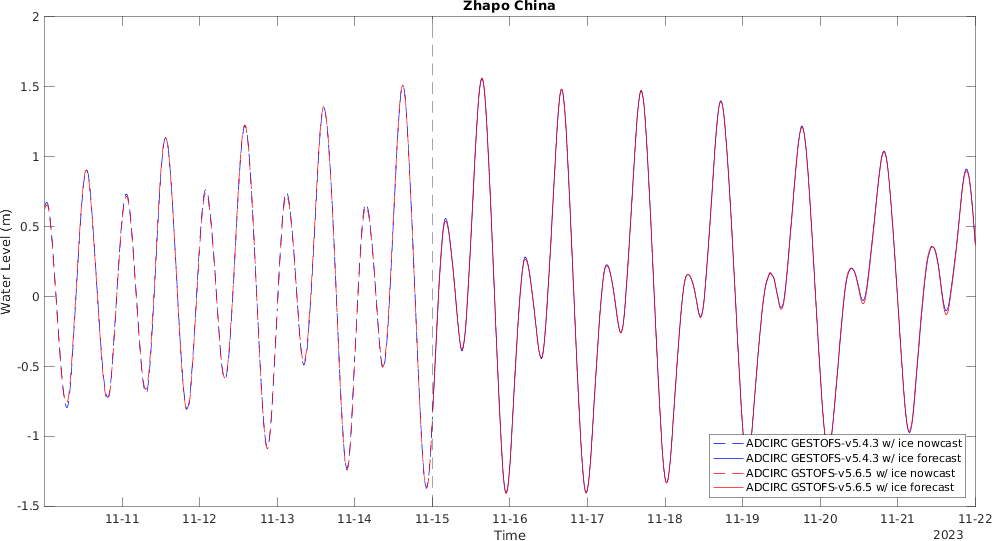 Zhapo China
2
1.5
1
0.5
0
-0.5
-1
-1.5
Water Level (m)
ADCIRC GESTOFS-v5.4.3 w/ ice nowcast
ADCIRC GESTOFS-v5.4.3 w/ ice forecast
ADCIRC GSTOFS-v5.6.5 w/ ice nowcast
ADCIRC GSTOFS-v5.6.5 w/ ice forecast
11-11 11-12 11-13 11-14 11-15 11-16 11-17 11-18 11-19 11-20 11-21 11-22
Time
2023